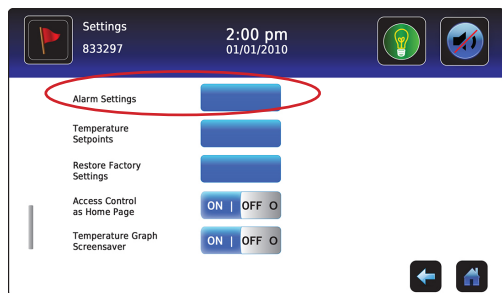 Settings
833297
2:00 pm
01/01/2010
Alarm Settings
Temperature
Setpoints
Restore Factory
Settings
Access Control
as Home Page
ON | OFF O
Temperature Graph
Screensaver
ON | OFF O